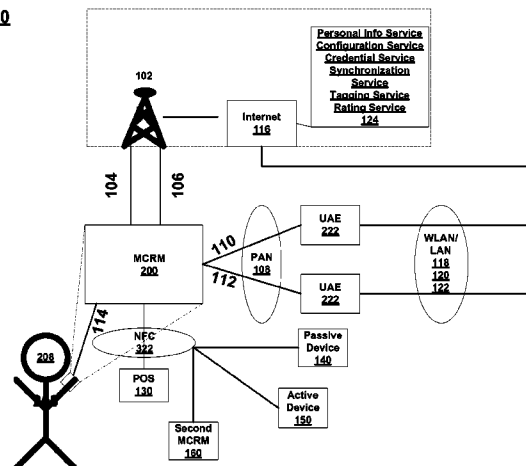 0
Personal Info Service
Configuration Service
Credential Service
Synchronization
Service
Tagging Service
Rating Service
124
102
Internet
116
104
106
MCRM
200
110
112
PAN
108
UAE
222
UAE
222
WLAN/
LAN
118
120
122
114
NFC
322
208
POS
130
Passive
Device
140
Active
Device
150
Second
MCRM
160